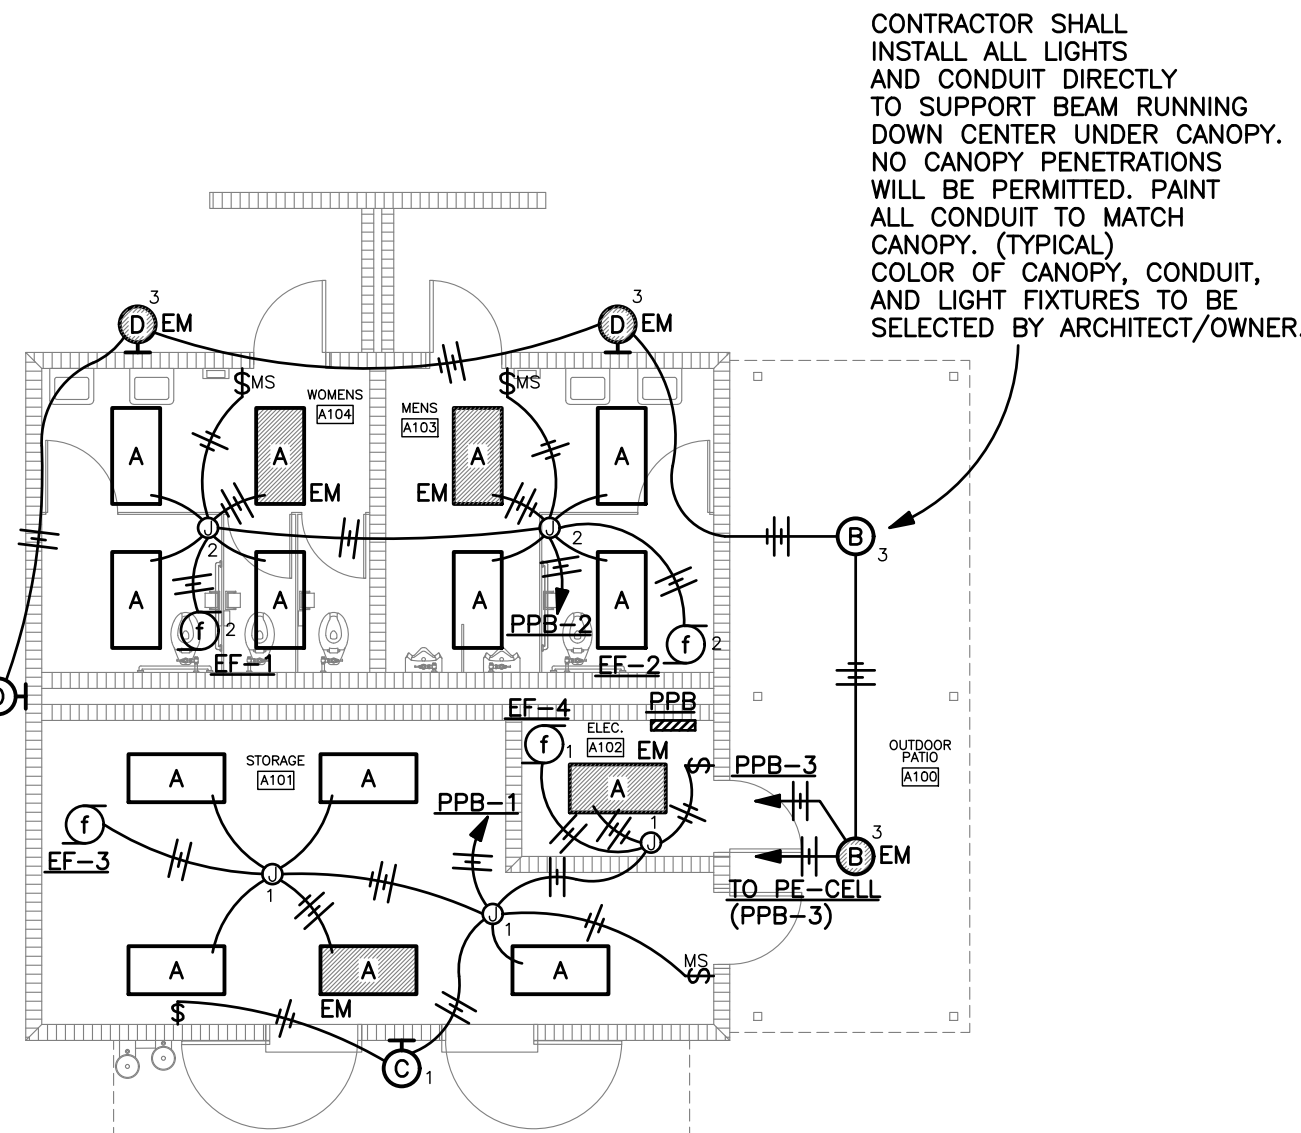 CONTRACTOR SHALL
INSTALL ALL LIGHTS
AND CONDUIT DIRECTLY
TO SUPPORT BEAM RUNNING
DOWN CENTER UNDER CANOPY.
NO CANOPY PENETRATIONS
WILL BE PERMITTED. PAINT
ALL CONDUIT TO MATCH
CANOPY. (TYPICAL)
COLOR OF CANOPY, CONDUIT,
AND LIGHT FIXTURES TO BE
SELECTED BY ARCHITECT/OWNER.
3
D EM
3
D EM
$MS
$MS
WOMENS
A104
MENS
A103
A
A
A
A
EM
EM
J
2
J
2
B
3
A
A
A
A
f 2
EF-1
PPB-2
f 2
EF-2
D
EF-4
PPB
f 1
ELEC.
A102
EM
A
$
PPB-3
OUTDOOR
PATIO
A100
STORAGE
A101
A
A
PPB-1
f
EF-3
1
J
3
B EM
TO PE-CELL
(PPB-3)
J
1
J
1
MS
$
A
A
A
EM
$
C
1